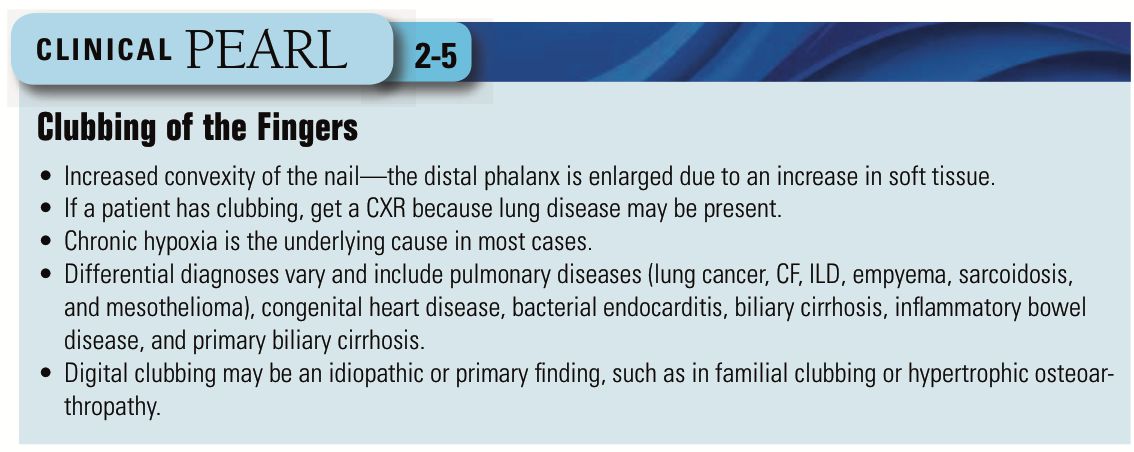 CLINICAL PEARL 2-5
Clubbing of the Fingers
• Increased convexity of the nail—the distal phalanx is enlarged due to an increase in soft tissue.
• If a patient has clubbing, get a CXR because lung disease may be present.
• Chronic hypoxia is the underlying cause in most cases.
• Differential diagnoses vary and include pulmonary diseases (lung cancer, CF, ILD, empyema, sarcoidosis,
and mesothelioma), congenital heart disease, bacterial endocarditis, biliary cirrhosis, inflammatory bowel
disease, and primary biliary cirrhosis.
• Digital clubbing may be an idiopathic or primary finding, such as in familial clubbing or hypertrophic osteoar-
thropathy.